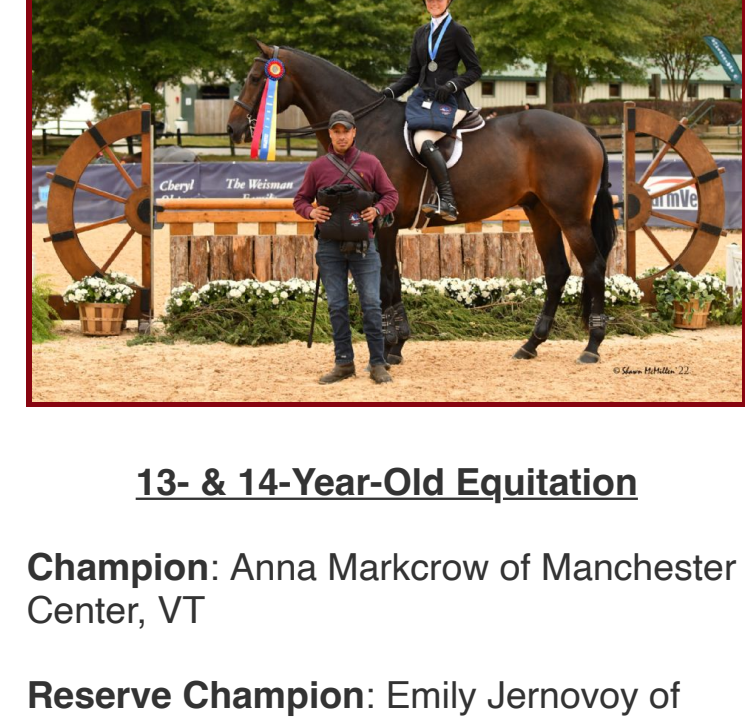 Cheryl
The Weisman
© Shawn McMillen '22
13- & 14-Year-Old Equitation
Champion: Anna Markcrow of Manchester
Center, VT
Reserve Champion: Emily Jernovoy of